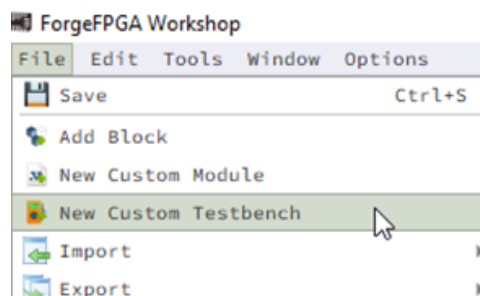 ForgeFPGA Workshop
File Edit Tools Window Options
Save Ctrl+S
Add Block
New Custom Module
New Custom Testbench
Import
Export